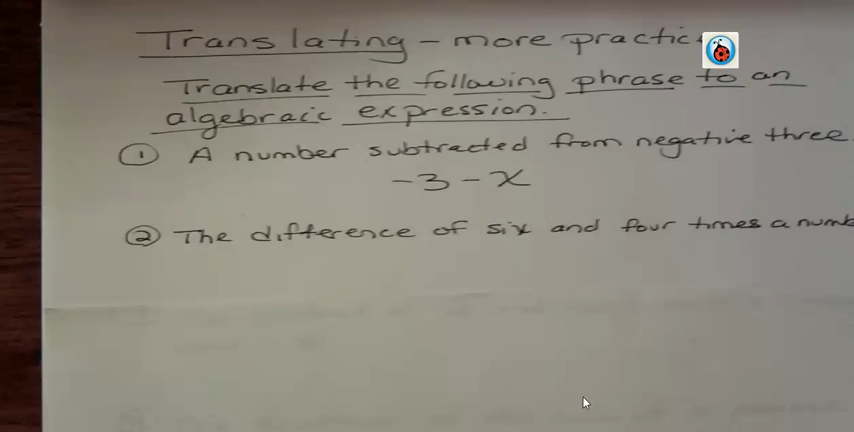 Translating - more practic
Translate the following phrase to an
algebraic expression.
① A number subtracted from negative three
-3-x
② The difference of six and four times a numb